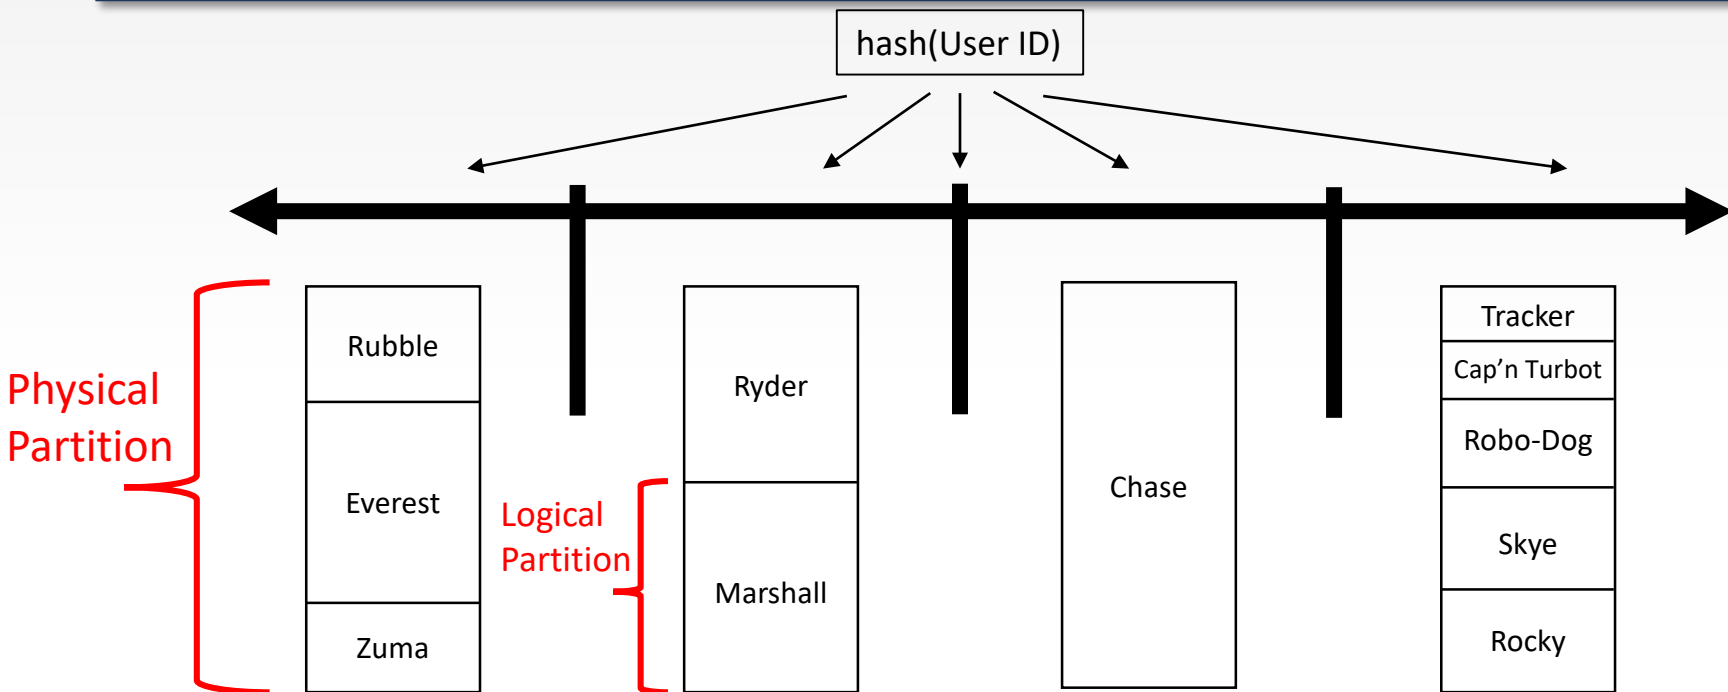 hash(User ID)
Physical
Partition
Rubble
Everest
Zuma
Logical
Partition
Ryder
Marshall
Chase
Tracker
Cap’n Turbot
Robo-Dog
Skye
Rocky